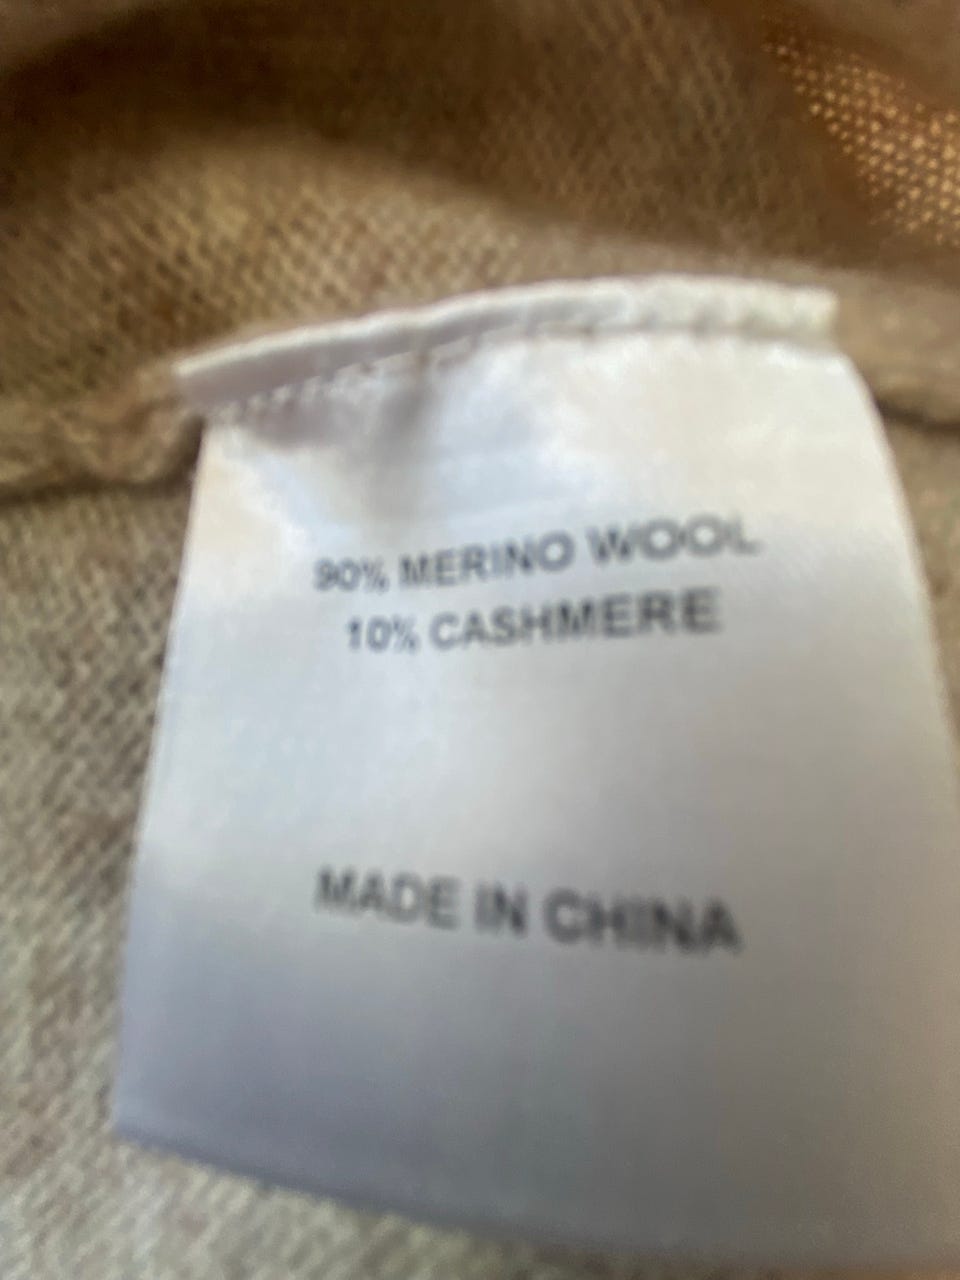 90% MERINO WOOL
10% CASHMERE
MADE IN CHINA